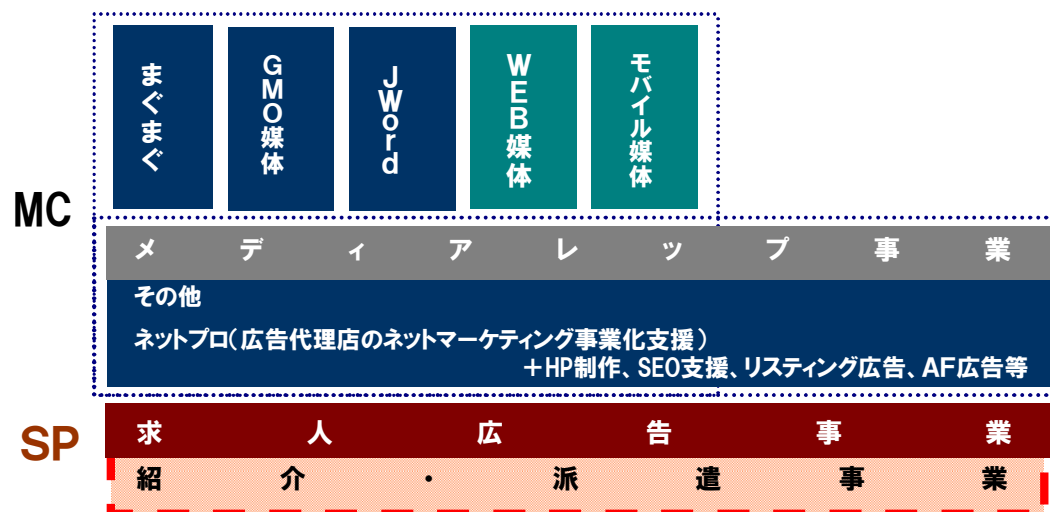 まぐまぐ
GMO媒体
JWord
WEB媒体
モバイル媒体
MC
メディアレップ事業
その他
ネットプロ(広告代理店のネットマーケティング事業化支援)
+HP制作、SEO支援、リスティング広告、AF広告等
SP
求人広告事業
紹介・派遣事業